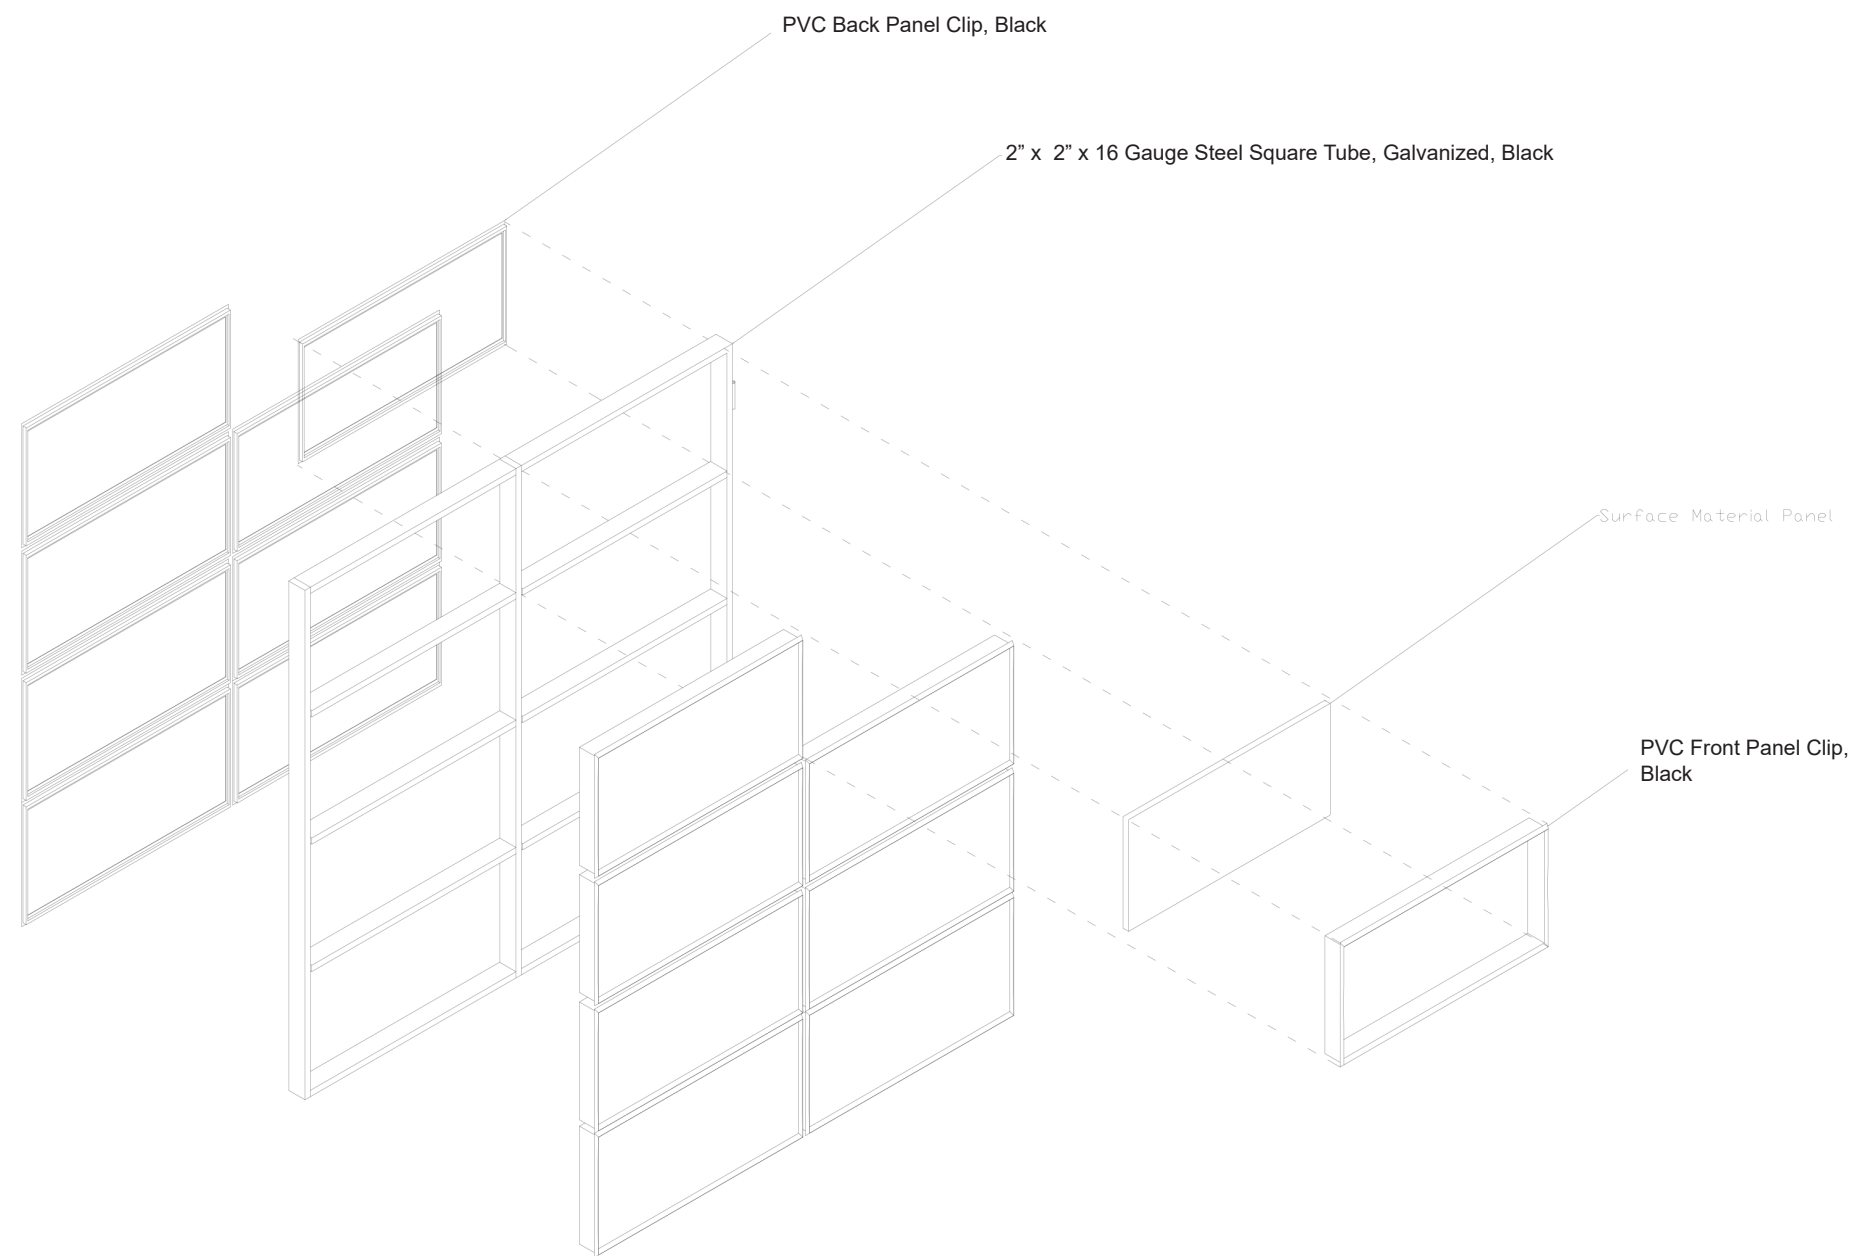 PVC Back Panel Clip, Black
2” x  2” x 16 Gauge Steel Square Tube, Galvanized, Black
Surface Material Panel
PVC Front Panel Clip,
Black